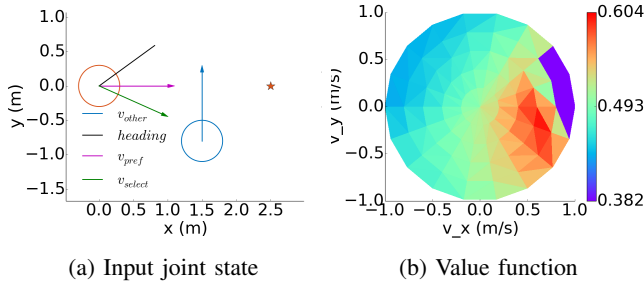 1.0
0.5
0.0
−0.5
−1.0
−1.5
y (m)
v_other
heading
v_pref
v_select
0.0 0.5 1.0 1.5 2.0 2.5
x (m)
(a) Input joint state
1.0
0.5
0.0
−0.5
−1.0
v_y (m/s)
−1.0 −0.5 0.0 0.5 1.0
v_x (m/s)
0.604
0.493
0.382
(b) Value function